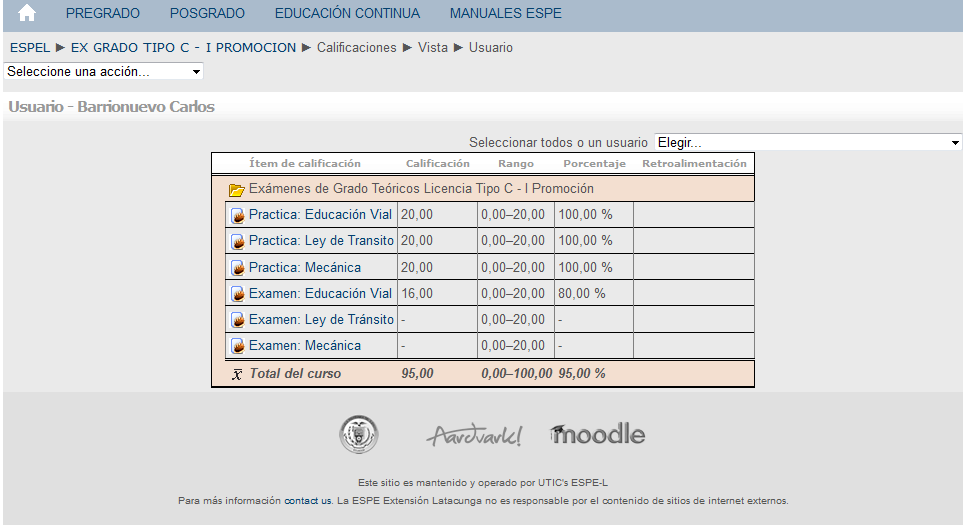 PREGRADO POSGRADO EDUCACIÓN CONTINUA MANUALES ESPE
ESPEL ► EX GRADO TIPO C - I PROMOCION ► Calificaciones ► Vista ► Usuario
Seleccione una acción...
Usuario - Barrionuevo Carlos
Seleccionar todos o un usuario Elegir...
Ítem de calificación Calificación Rango Porcentaje Retroalimentación
Exámenes de Grado Teóricos Licencia Tipo C - I Promoción
Practica: Educación Vial 20,00 0,00–20,00 100,00 %
Practica: Ley de Transito 20,00 0,00–20,00 100,00 %
Practica: Mecánica 20,00 0,00–20,00 100,00 %
Examen: Educación Vial 16,00 0,00–20,00 80,00 %
Examen: Ley de Tránsito - 0,00–20,00 -
Examen: Mecánica - 0,00–20,00 -
x̄ Total del curso 95,00 0,00–100,00 95,00 %
Aardvark! moodle
Este sitio es mantenido y operado por UTIC's ESPE-L
Para más información contact us. La ESPE Extensión Latacunga no es responsable por el contenido de sitios de internet externos.